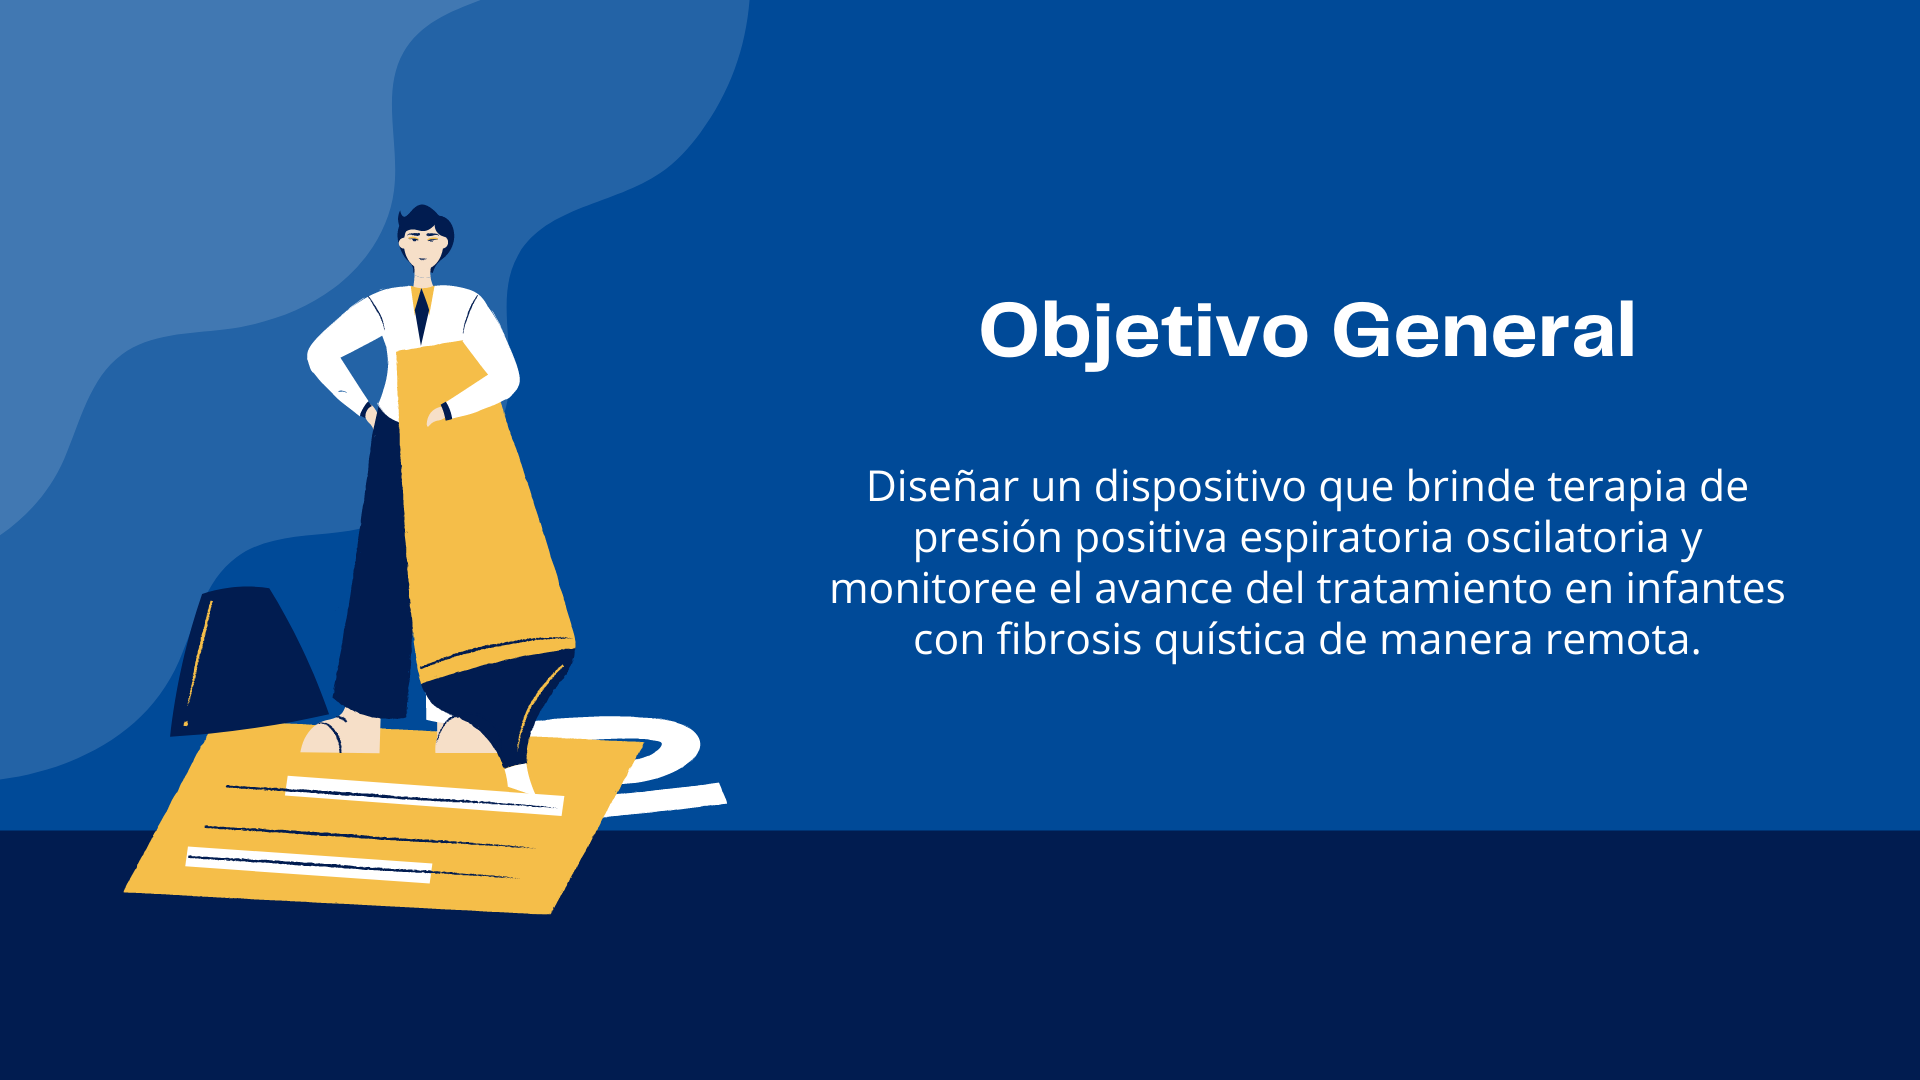 Objetivo General
Diseñar un dispositivo que brinde terapia de
presión positiva espiratoria oscilatoria y
monitoree el avance del tratamiento en infantes
con fibrosis quística de manera remota.